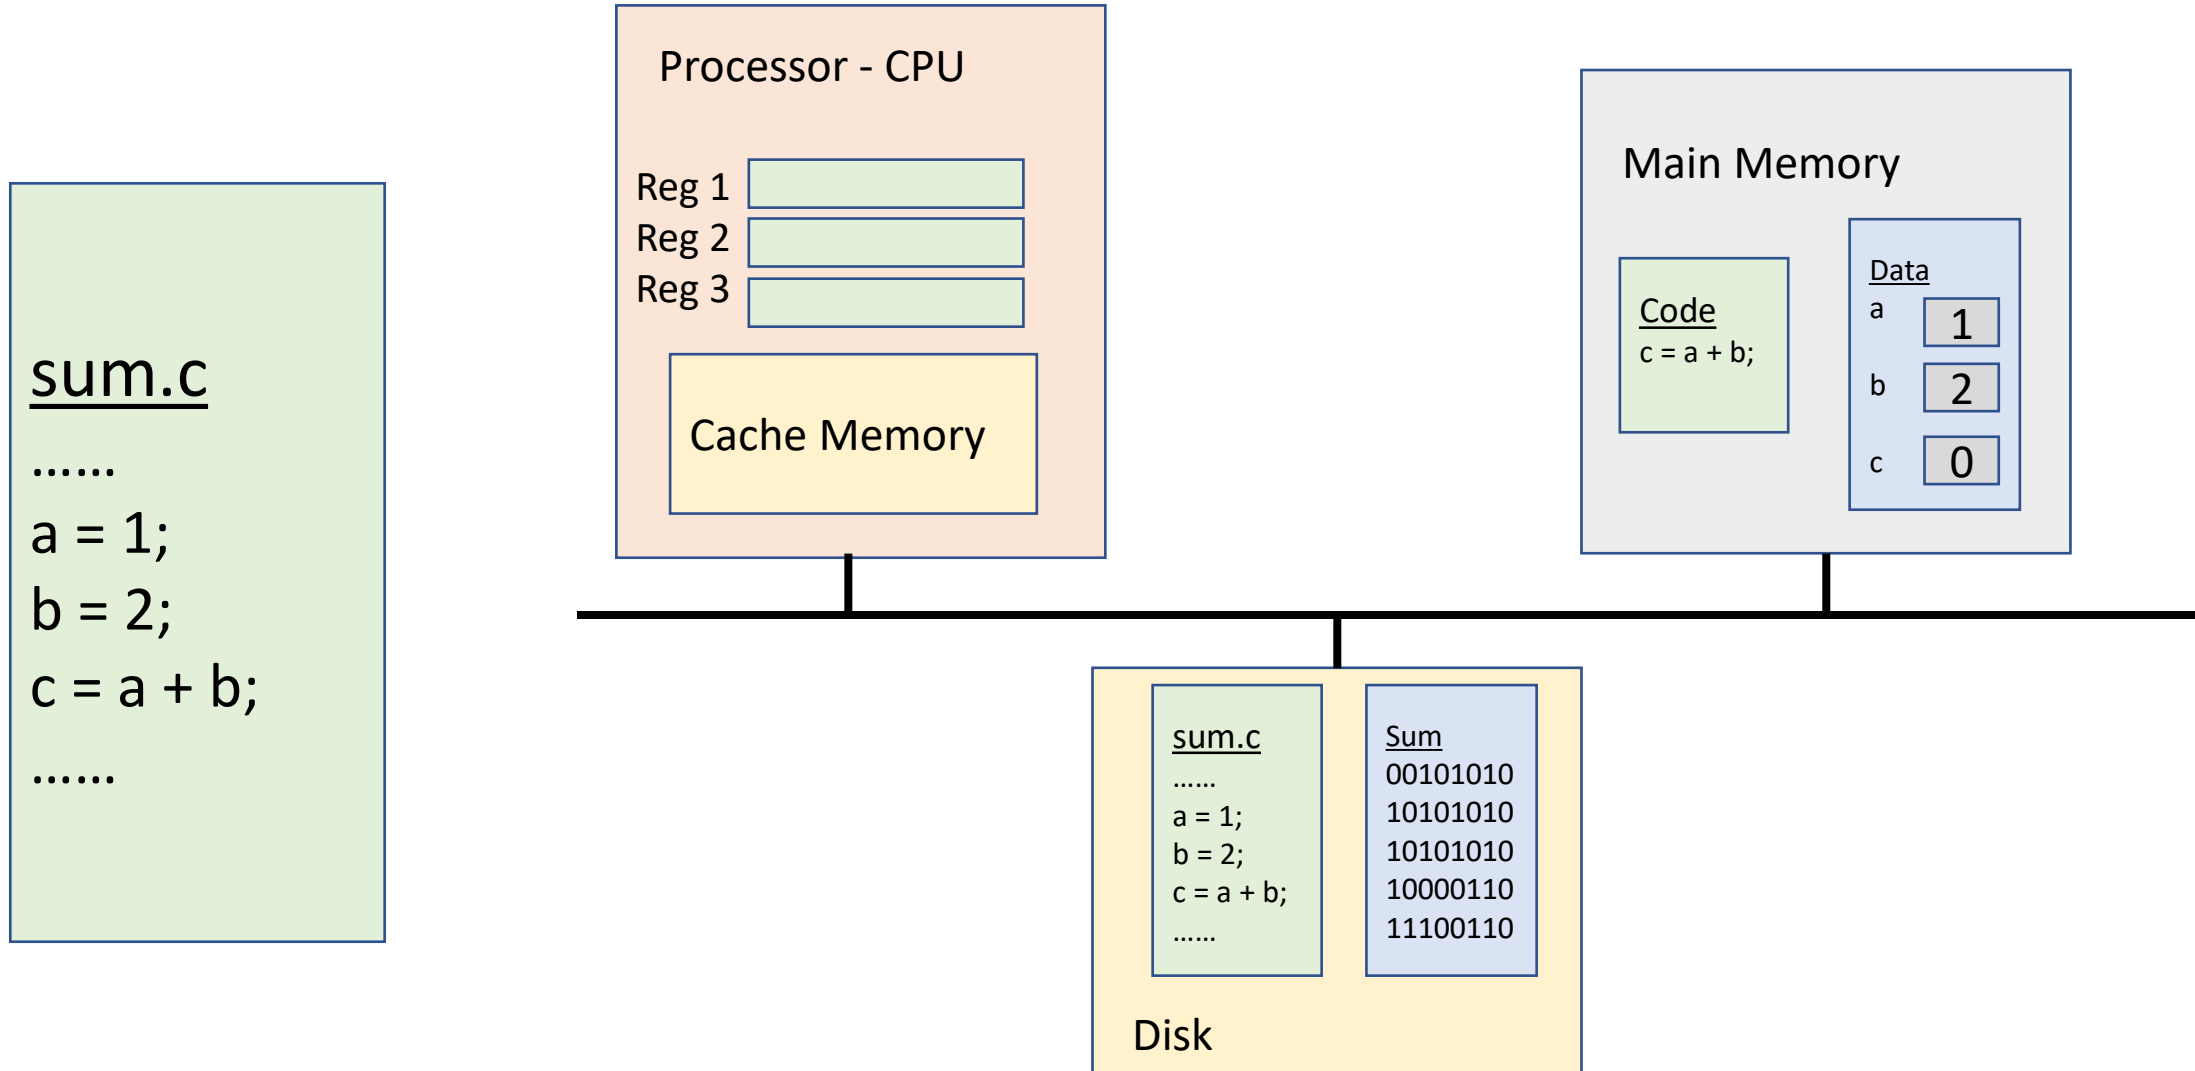 sum.c
……
a = 1;
b = 2;
c = a + b;
……
Processor - CPU
Reg 1
Reg 2
Reg 3
Cache Memory
Main Memory
Code
c = a + b;
Data
a 1
b 2
c 0
sum.c
……
a = 1;
b = 2;
c = a + b;
……
Sum
00101010
10101010
10101010
10000110
11100110
Disk